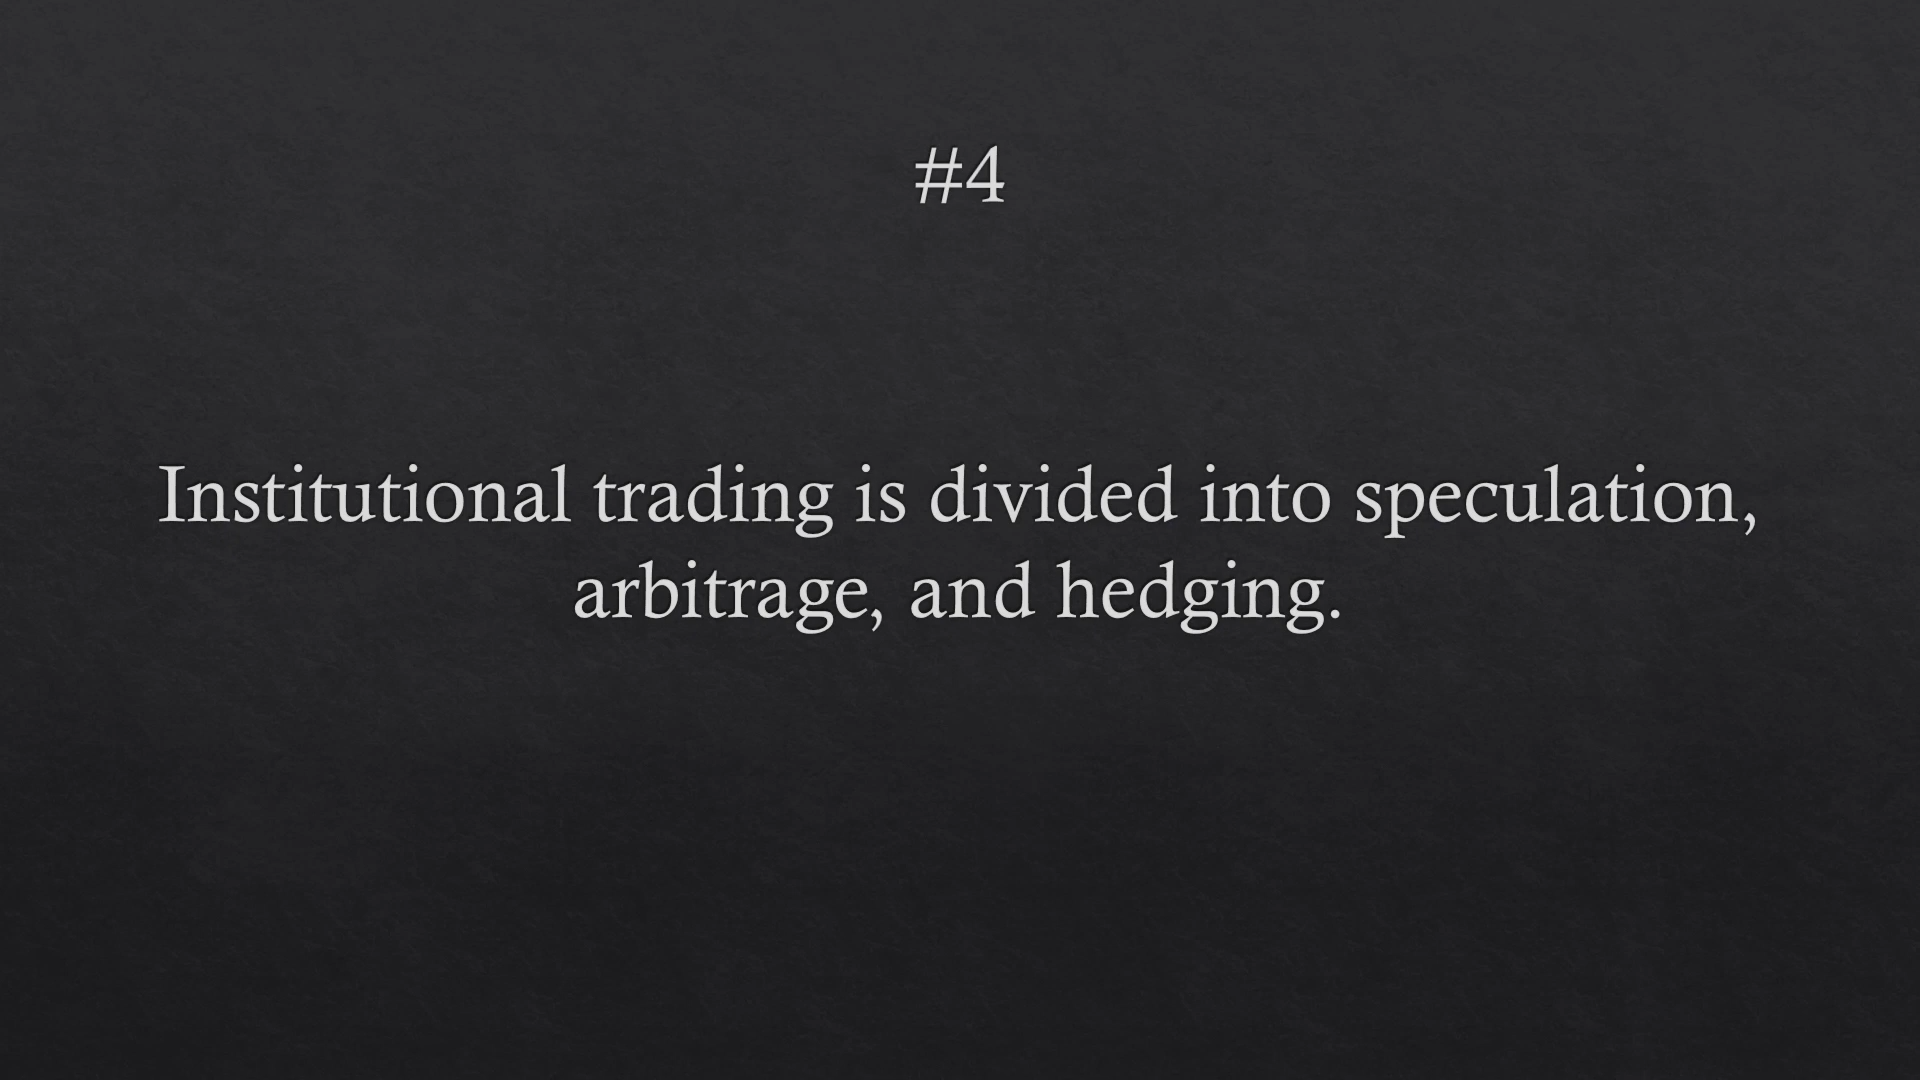 #4
Institutional trading is divided into speculation,
arbitrage, and hedging.